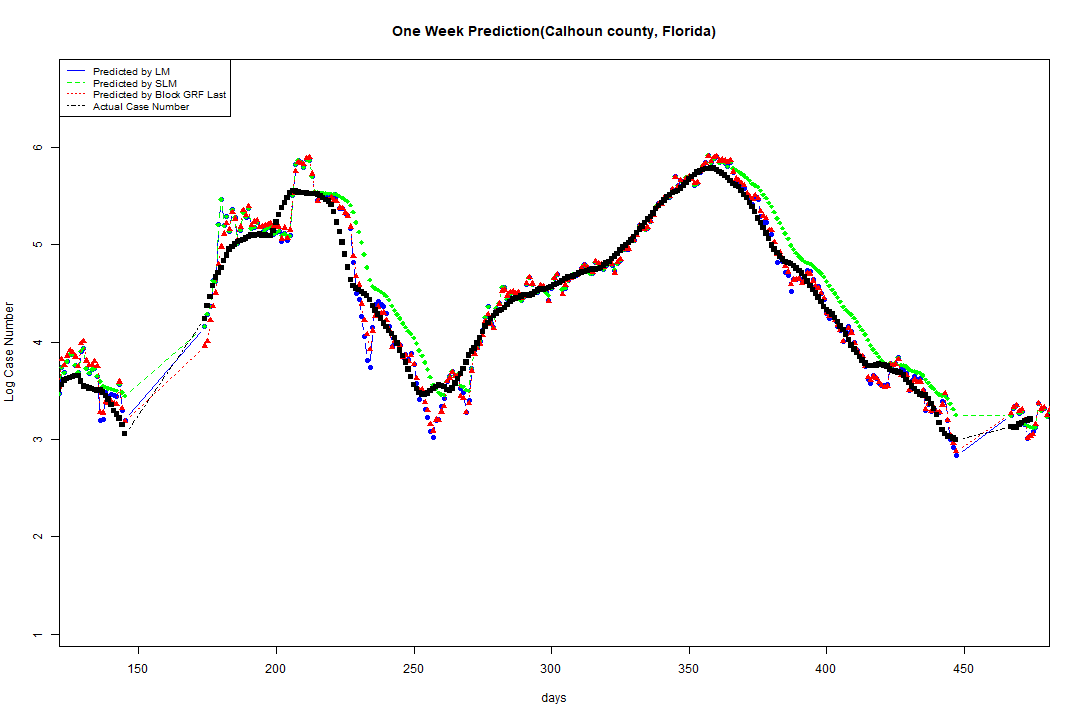 One Week Prediction(Calhoun county, Florida)
Predicted by LM
Predicted by SLM
Predicted by Block GRF Last
Actual Case Number
6
5
4
3
2
1
Log Case Number
150 200 250 300 350 400 450
days